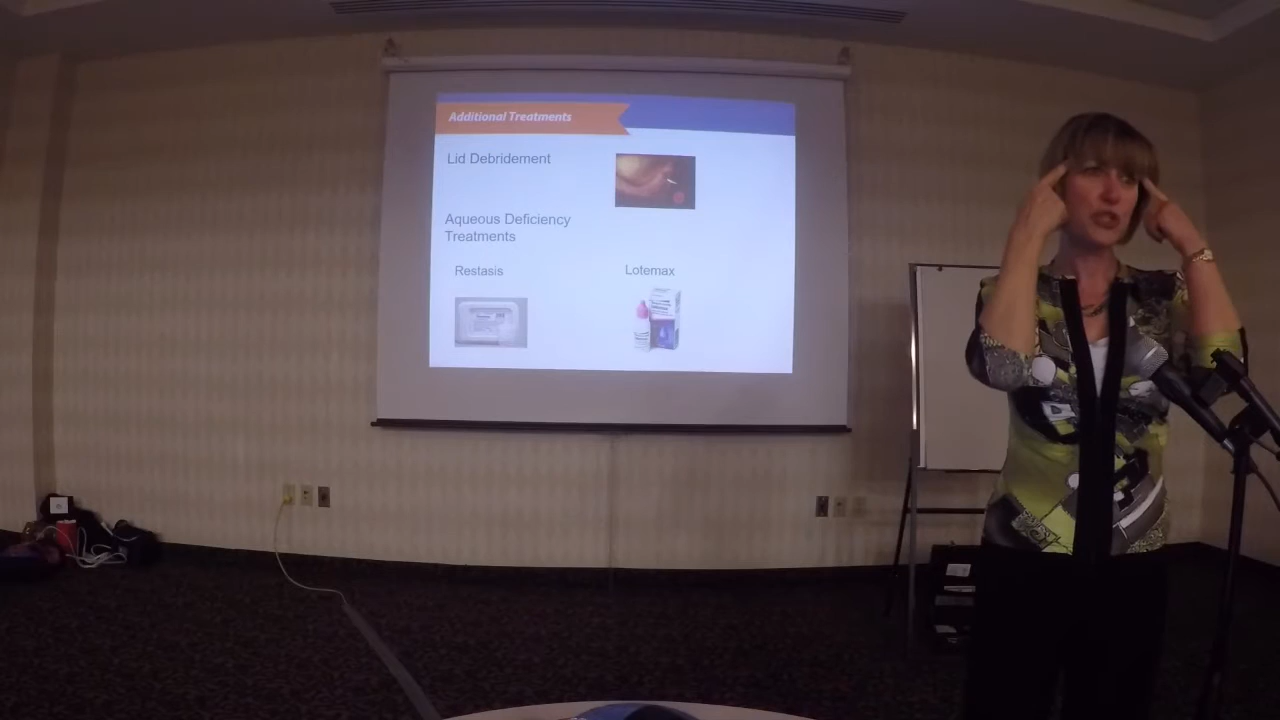 Additional Treatments
Lid Debridement
Aqueous Deficiency
Treatments
Restasis
Lotemax